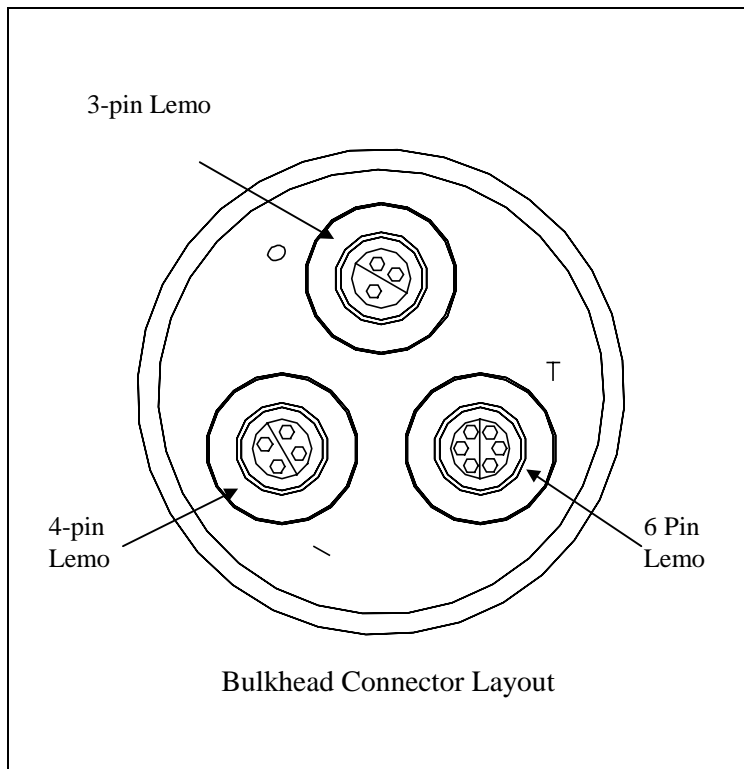 3-pin Lemo
O
T
I
4-pin
Lemo
6 Pin
Lemo
Bulkhead Connector Layout